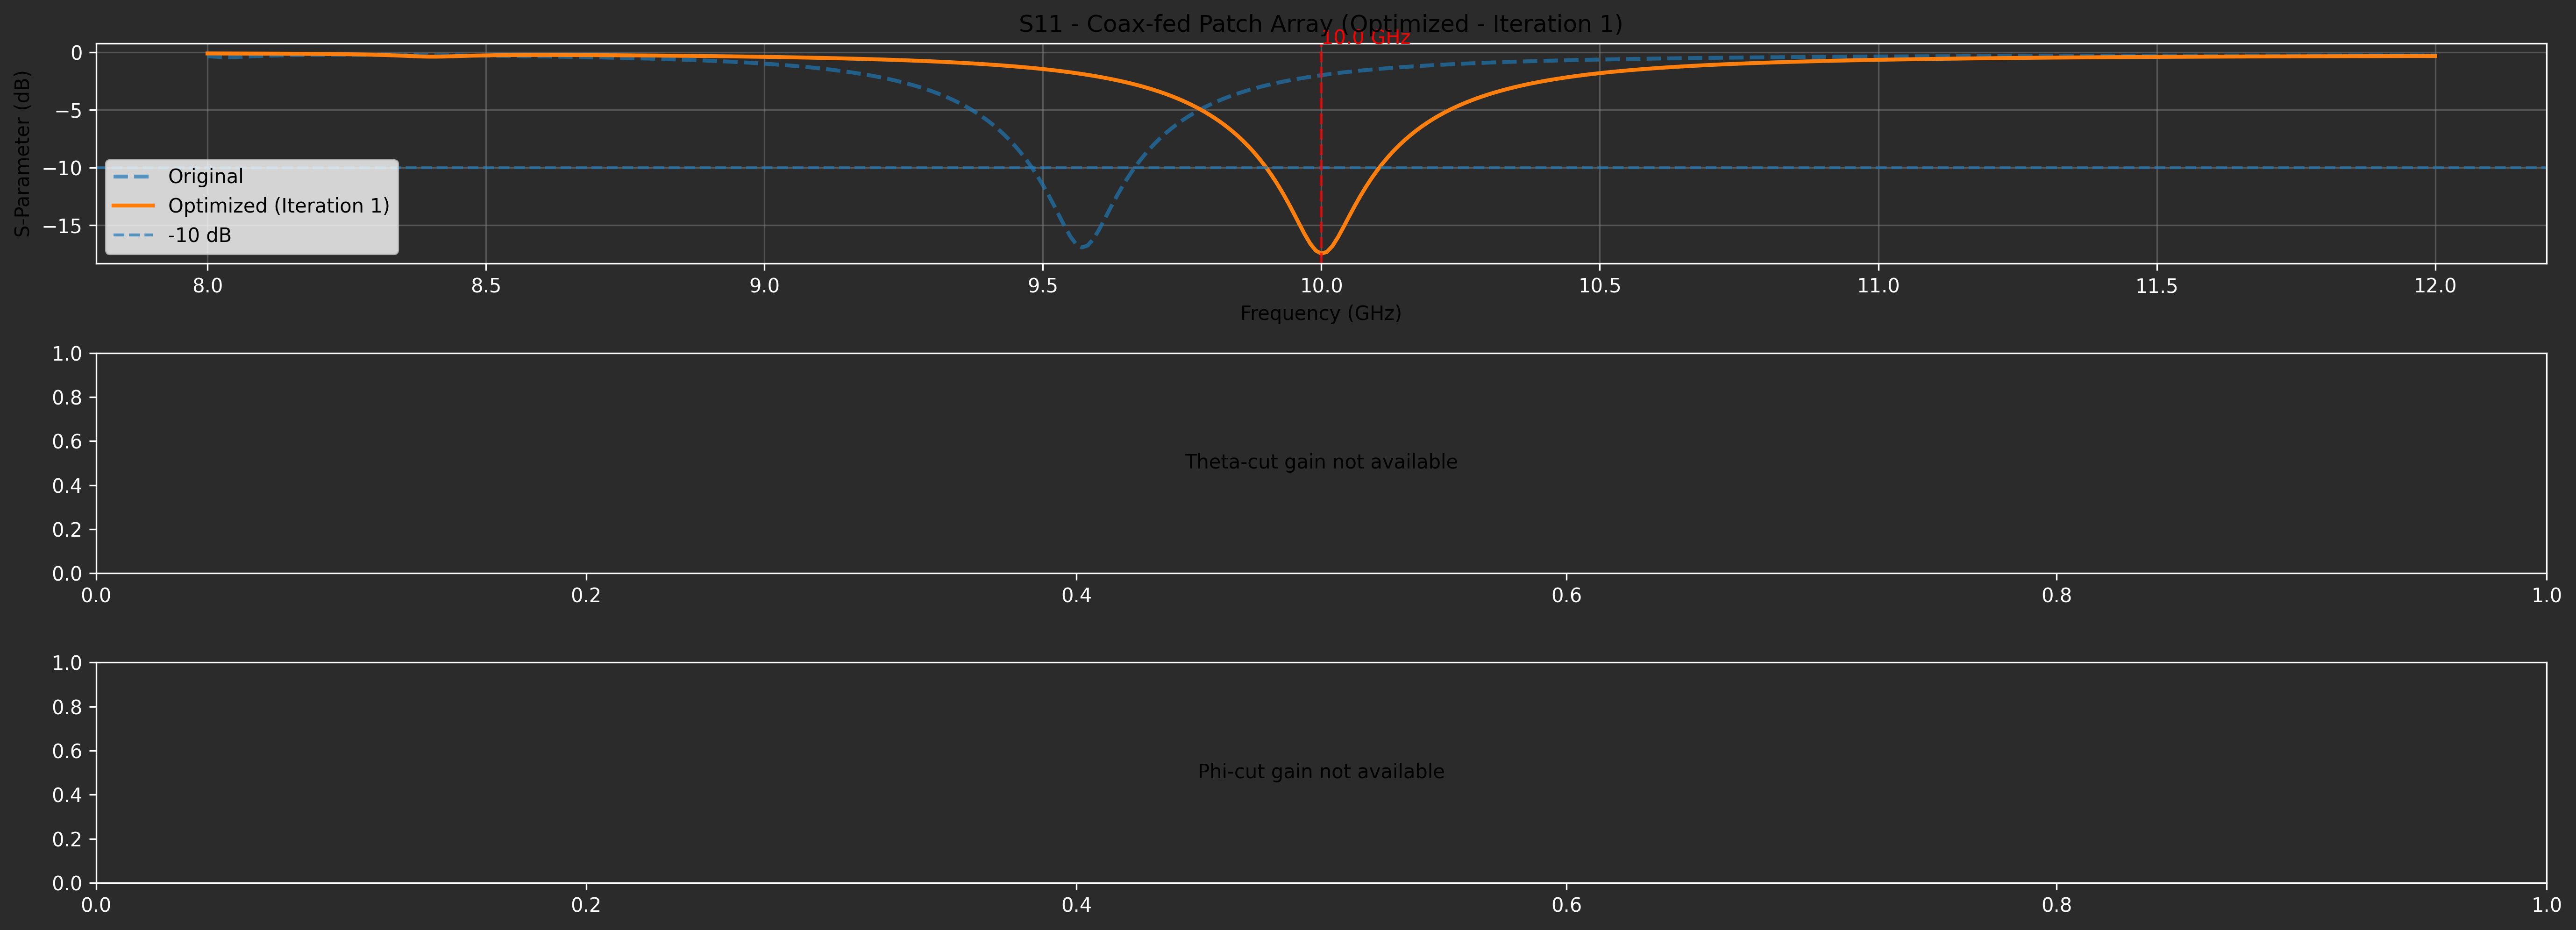 S11 - Coax-fed Patch Array (Optimized - Iteration 1)
10.0 GHz
S-Parameter (dB)
0
−5
−10
−15
Original
Optimized (Iteration 1)
-10 dB
8.0 8.5 9.0 9.5 10.0 10.5 11.0 11.5 12.0
Frequency (GHz)
1.0
0.8
0.6
0.4
0.2
0.0
Theta-cut gain not available
0.0 0.2 0.4 0.6 0.8 1.0
1.0
0.8
0.6
0.4
0.2
0.0
Phi-cut gain not available
0.0 0.2 0.4 0.6 0.8 1.0